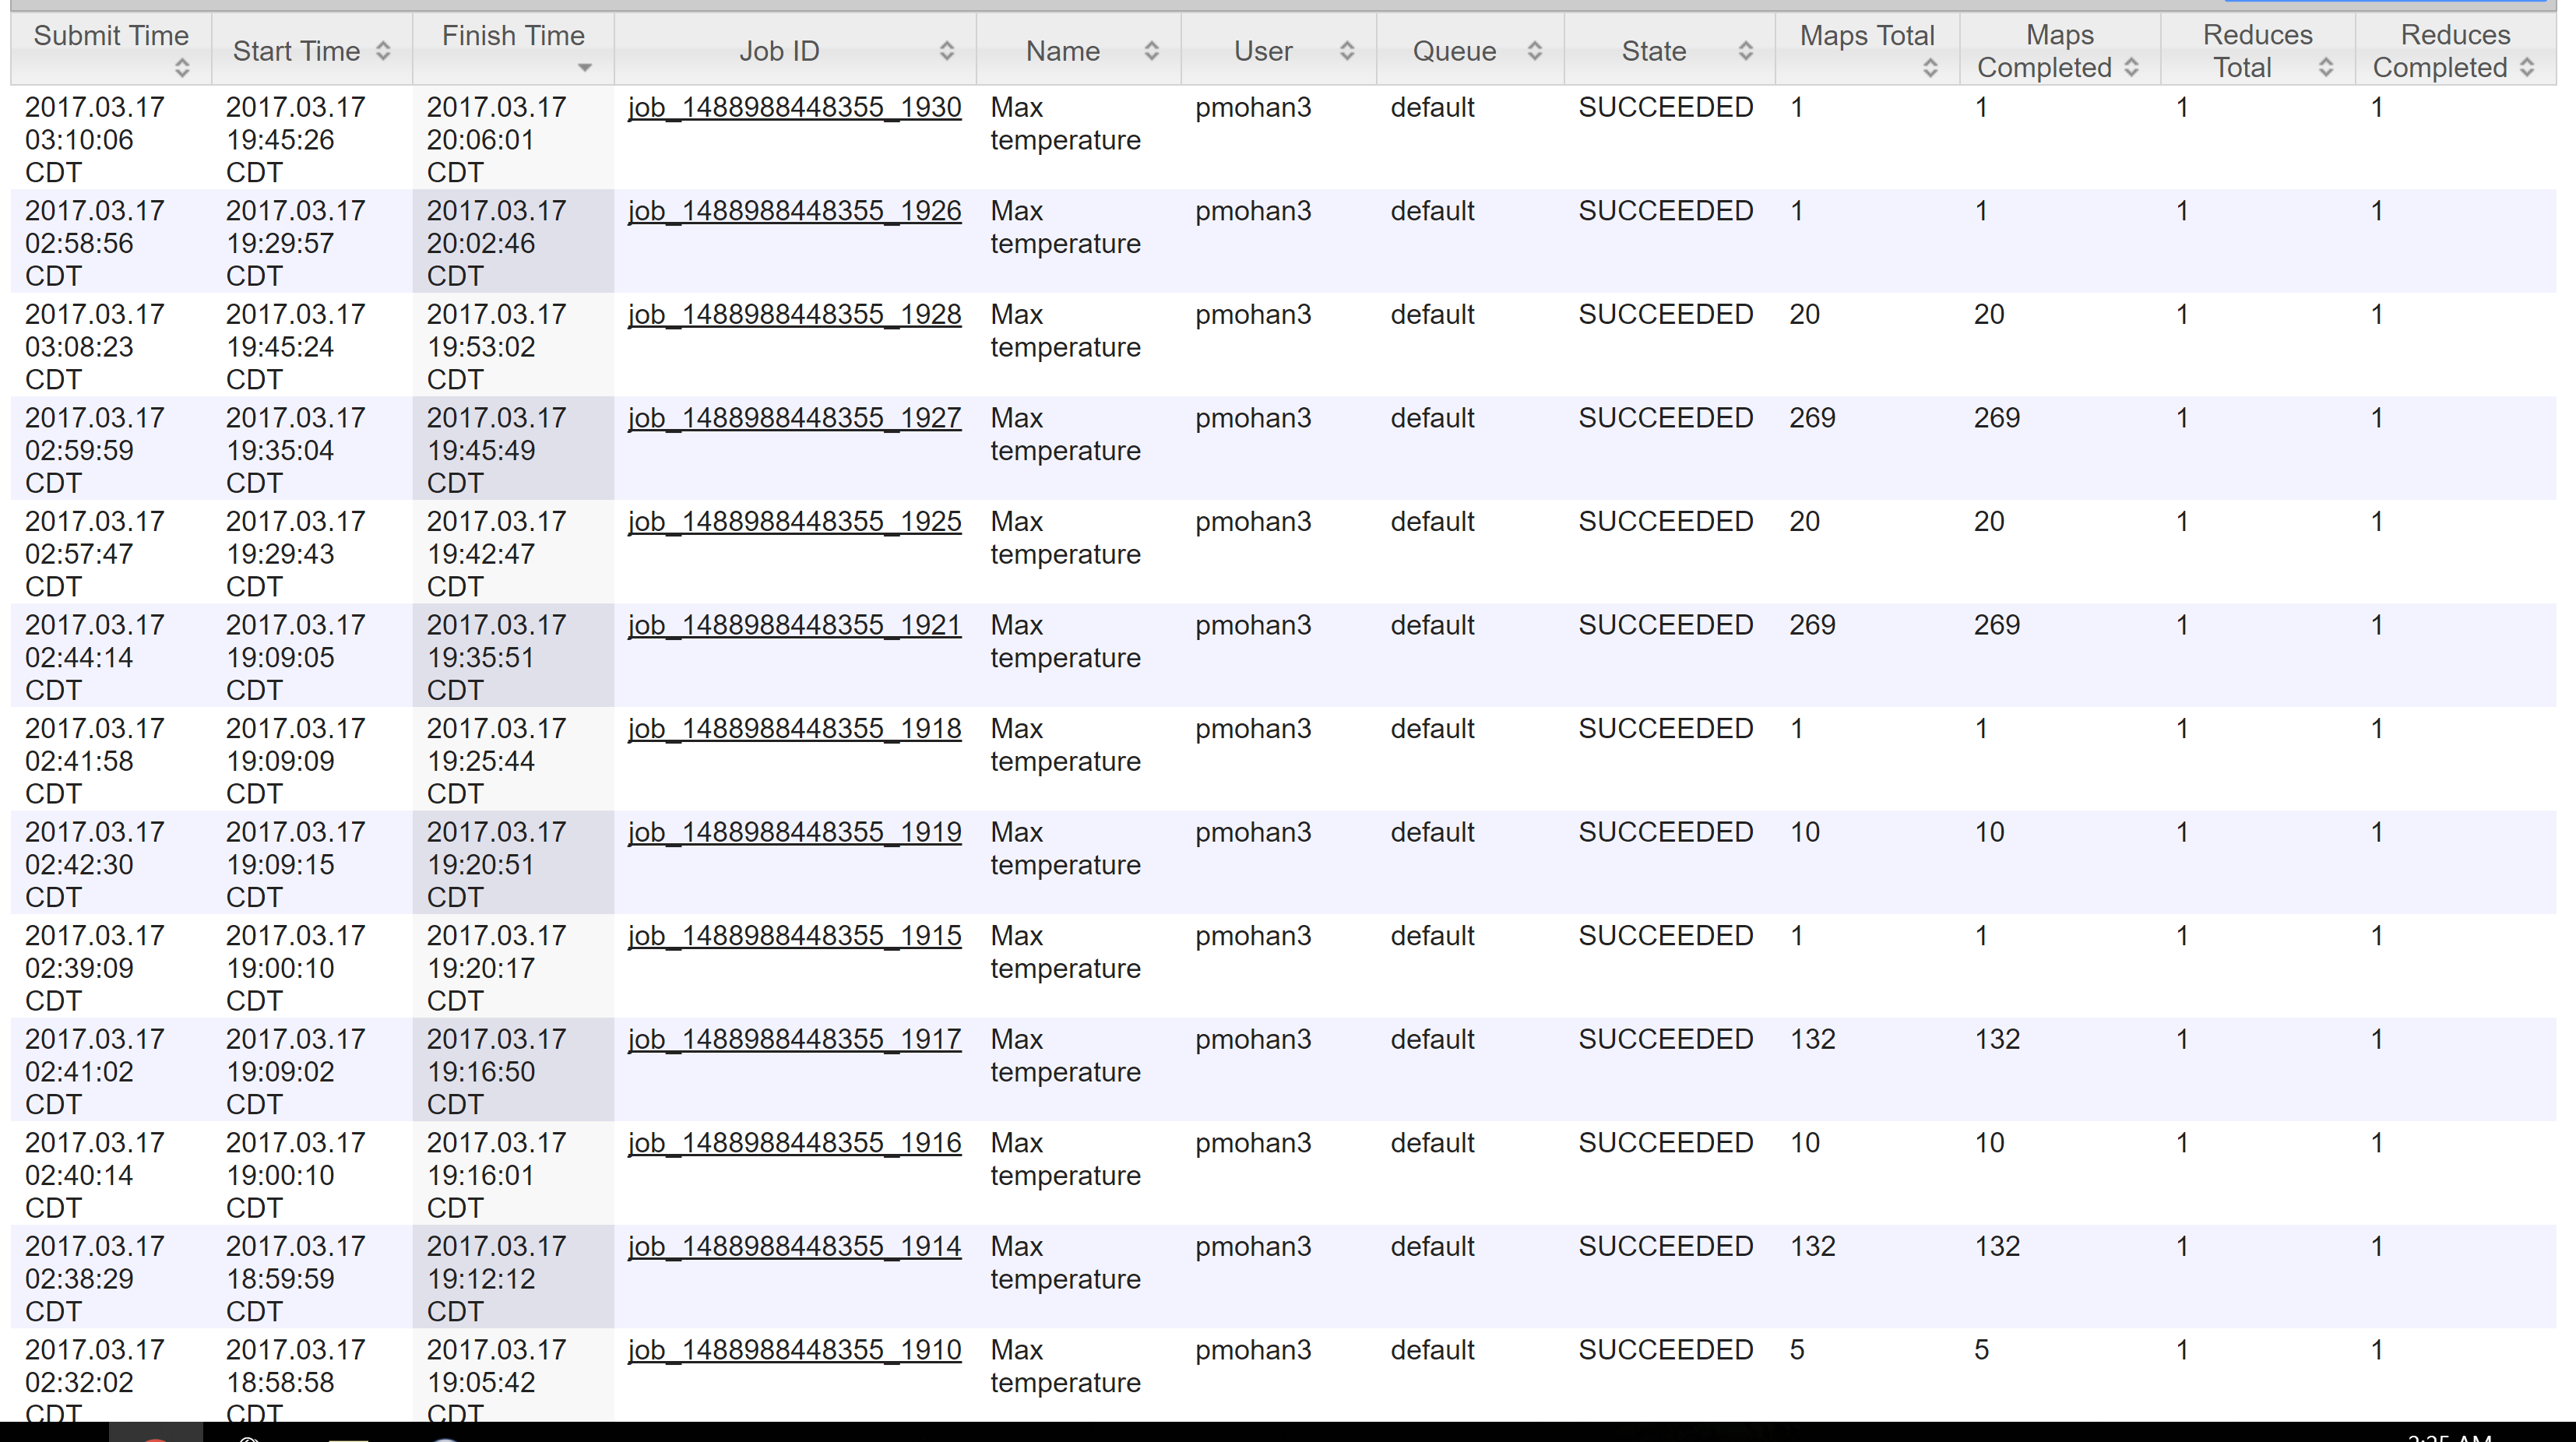 Submit Time Start Time Finish Time Job ID Name User Queue State Maps Total Maps Completed Reduces Total Reduces Completed
2017.03.17 2017.03.17 2017.03.17 job_1488988448355_1930 Max pmohan3 default SUCCEEDED 1 1 1 1
03:10:06 19:45:26 20:06:01 temperature
CDT CDT CDT
2017.03.17 2017.03.17 2017.03.17 job_1488988448355_1926 Max pmohan3 default SUCCEEDED 1 1 1 1
02:58:56 19:29:57 20:02:46 temperature
CDT CDT CDT
2017.03.17 2017.03.17 2017.03.17 job_1488988448355_1928 Max pmohan3 default SUCCEEDED 20 20 1 1
03:08:23 19:45:24 19:53:02 temperature
CDT CDT CDT
2017.03.17 2017.03.17 2017.03.17 job_1488988448355_1927 Max pmohan3 default SUCCEEDED 269 269 1 1
02:59:59 19:35:04 19:45:49 temperature
CDT CDT CDT
2017.03.17 2017.03.17 2017.03.17 job_1488988448355_1925 Max pmohan3 default SUCCEEDED 20 20 1 1
02:57:47 19:29:43 19:42:47 temperature
CDT CDT CDT
2017.03.17 2017.03.17 2017.03.17 job_1488988448355_1921 Max pmohan3 default SUCCEEDED 269 269 1 1
02:44:14 19:09:05 19:35:51 temperature
CDT CDT CDT
2017.03.17 2017.03.17 2017.03.17 job_1488988448355_1918 Max pmohan3 default SUCCEEDED 1 1 1 1
02:41:58 19:09:09 19:25:44 temperature
CDT CDT CDT
2017.03.17 2017.03.17 2017.03.17 job_1488988448355_1919 Max pmohan3 default SUCCEEDED 10 10 1 1
02:42:30 19:09:15 19:20:51 temperature
CDT CDT CDT
2017.03.17 2017.03.17 2017.03.17 job_1488988448355_1915 Max pmohan3 default SUCCEEDED 1 1 1 1
02:39:09 19:00:10 19:20:17 temperature
CDT CDT CDT
2017.03.17 2017.03.17 2017.03.17 job_1488988448355_1917 Max pmohan3 default SUCCEEDED 132 132 1 1
02:41:02 19:09:02 19:16:50 temperature
CDT CDT CDT
2017.03.17 2017.03.17 2017.03.17 job_1488988448355_1916 Max pmohan3 default SUCCEEDED 10 10 1 1
02:40:14 19:00:10 19:16:01 temperature
CDT CDT CDT
2017.03.17 2017.03.17 2017.03.17 job_1488988448355_1914 Max pmohan3 default SUCCEEDED 132 132 1 1
02:38:29 18:59:59 19:12:12 temperature
CDT CDT CDT
2017.03.17 2017.03.17 2017.03.17 job_1488988448355_1910 Max pmohan3 default SUCCEEDED 5 5 1 1
02:32:02 18:58:58 19:05:42 temperature
CDT CDT CDT